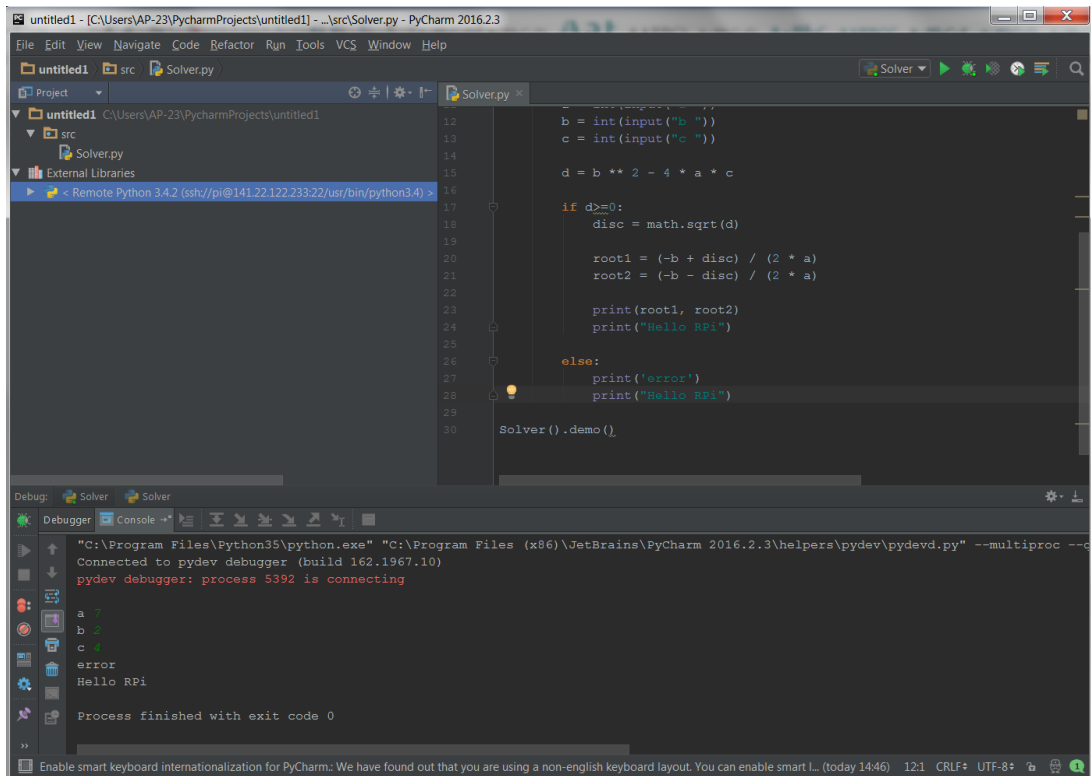 untitled1 - [C:\Users\AP-23\PycharmProjects\untitled1] - ...\src\Solver.py - PyCharm 2016.2.3
File Edit View Navigate Code Refactor Run Tools VCS Window Help
untitled1 src Solver.py Solver
Project
Solver.py
untitled1 C:\Users\AP-23\PycharmProjects\untitled1
src
Solver.py
External Libraries
< Remote Python 3.4.2 (ssh://pi@141.22.122.233:22/usr/bin/python3.4) >
12 b = int(input("b "))
13 c = int(input("c "))
14
15 d = b ** 2 - 4 * a * c
16
17 if d>=0:
18 disc = math.sqrt(d)
19
20 root1 = (-b + disc) / (2 * a)
21 root2 = (-b - disc) / (2 * a)
22
23 print(root1, root2)
24 print("Hello RPi")
25
26 else:
27 print('error')
28 print("Hello RPi")
29
30 Solver().demo()
Debug: Solver Solver
Debugger Console
"C:\Program Files\Python35\python.exe" "C:\Program Files (x86)\JetBrains\PyCharm 2016.2.3\helpers\pydev\pydevd.py" --multiproc
Connected to pydev debugger (build 162.1967.10)
pydev debugger: process 5392 is connecting
a 7
b 2
c 4
error
Hello RPi
Process finished with exit code 0
Enable smart keyboard internationalization for PyCharm.: We have found out that you are using a non-english keyboard layout. You can enable smart l... (today 14:46) 12:1 CRLF UTF-8 1